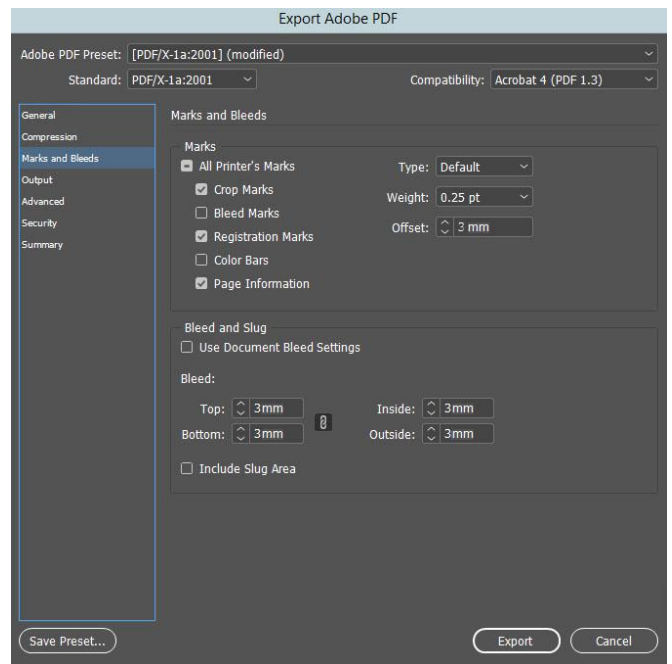 Export Adobe PDF
Adobe PDF Preset: [PDF/X-1a:2001] (modified)
Standard: PDF/X-1a:2001 Compatibility: Acrobat 4 (PDF 1.3)
General
Compression
Marks and Bleeds
Output
Advanced
Security
Summary
Marks and Bleeds
Marks
All Printer's Marks
Crop Marks
Bleed Marks
Registration Marks
Color Bars
Page Information
Type: Default
Weight: 0.25 pt
Offset: 3 mm
Bleed and Slug
Use Document Bleed Settings
Bleed:
Top: 3mm Inside: 3mm
Bottom: 3mm Outside: 3mm
Include Slug Area
Save Preset... Export Cancel